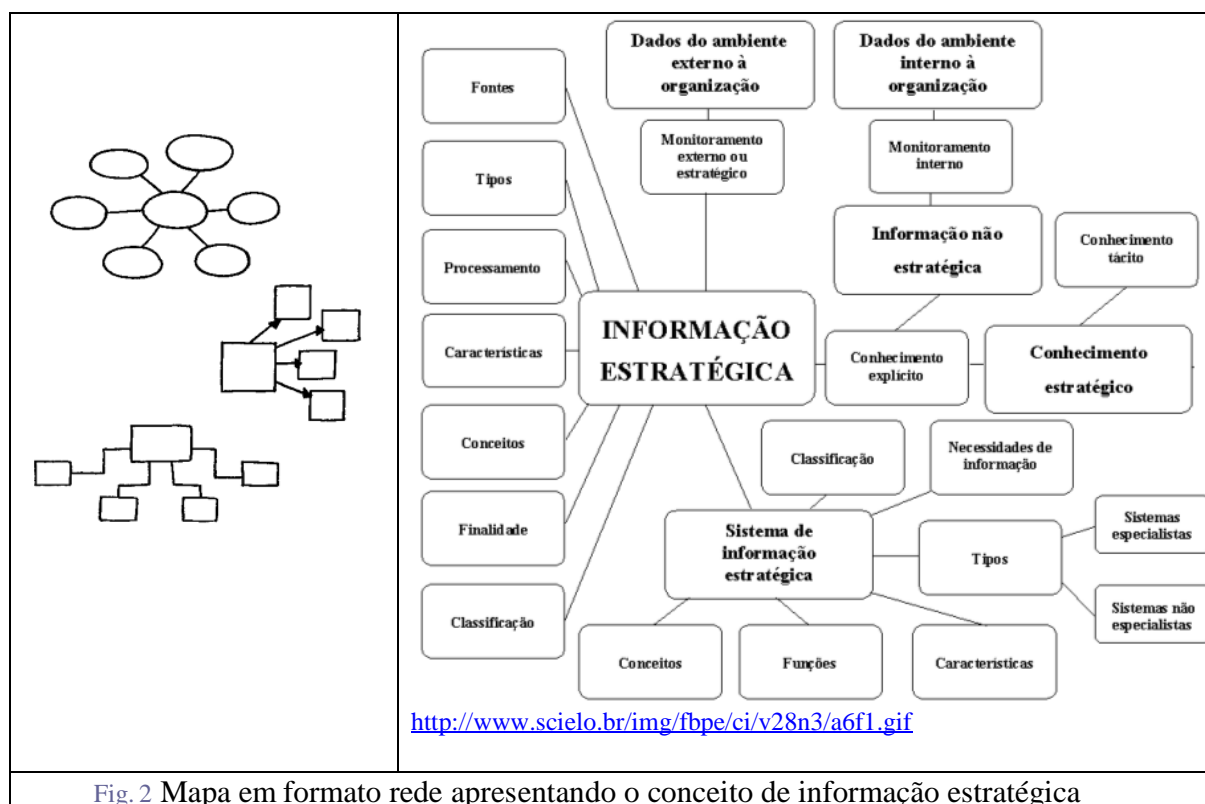 Fontes
Tipos
Processamento
Características
Conceitos
Finalidade
Classificação
Dados do ambiente
externo à
organização
Monitoramento
externo ou
estratégico
Dados do ambiente
interno à
organização
Monitoramento
interno
Informação não
estratégica
Conhecimento
tácito
INFORMAÇÃO
ESTRATÉGICA
Conhecimento
explícito
Conhecimento
estratégico
Classificação
Necessidades de
informação
Sistema de
informação
estratégica
Tipos
Sistemas
especialistas
Sistemas não
especialistas
Conceitos
Funções
Características
http://www.scielo.br/img/fbpe/ci/v28n3/a6f1.gif
Fig. 2 Mapa em formato rede apresentando o conceito de informação estratégica